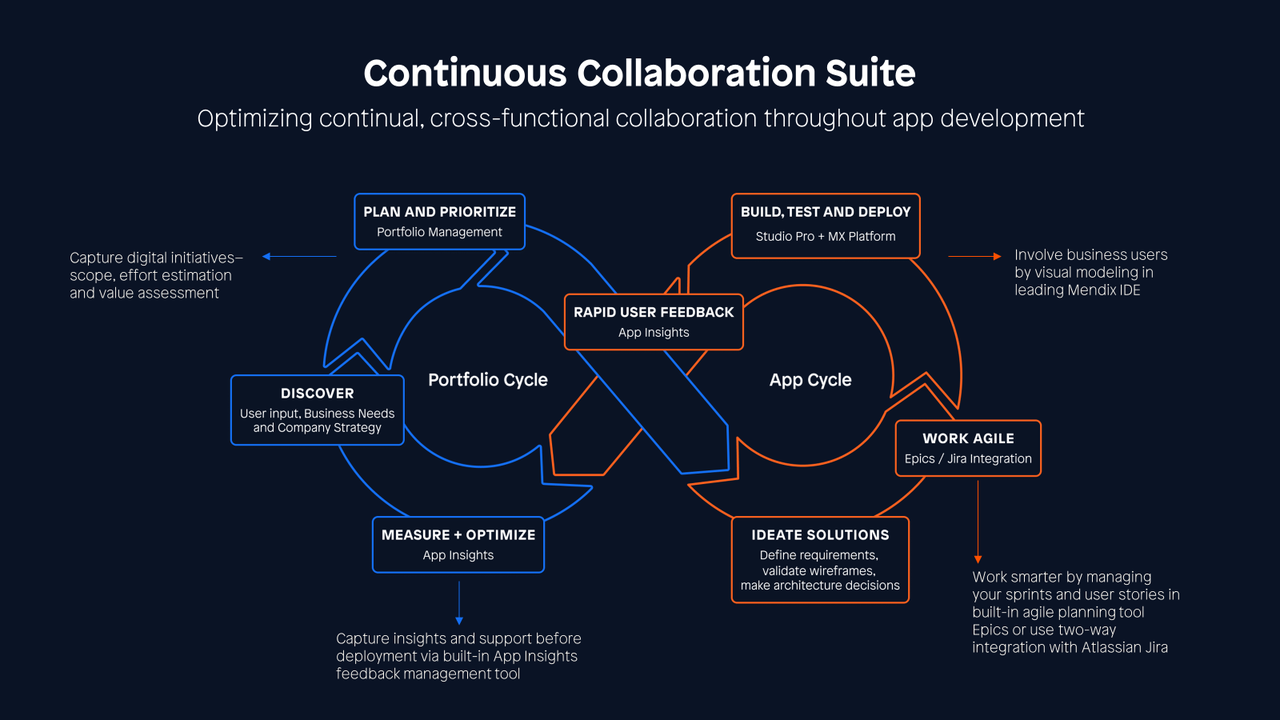 Continuous Collaboration Suite
Optimizing continual, cross-functional collaboration throughout app development
PLAN AND PRIORITIZE
Portfolio Management
BUILD, TEST AND DEPLOY
Studio Pro + MX Platform
Capture digital initiatives–
scope, effort estimation
and value assessment
Involve business users
by visual modeling in
leading Mendix IDE
RAPID USER FEEDBACK
App Insights
Portfolio Cycle
App Cycle
DISCOVER
User input, Business Needs
and Company Strategy
WORK AGILE
Epics / Jira Integration
MEASURE + OPTIMIZE
App Insights
IDEATE SOLUTIONS
Define requirements,
validate wireframes,
make architecture decisions
Work smarter by managing
your sprints and user stories in
built-in agile planning tool
Epics or use two-way
integration with Atlassian Jira
Capture insights and support before
deployment via built-in App Insights
feedback management tool